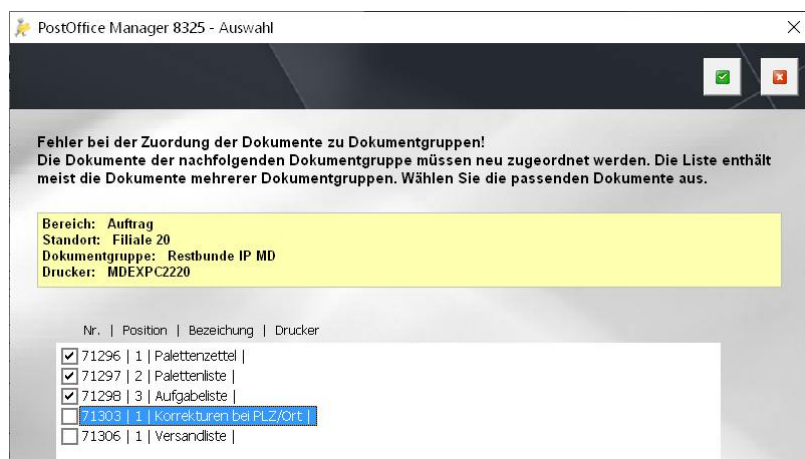 PostOffice Manager 8325 - Auswahl
Fehler bei der Zuordung der Dokumente zu Dokumentgruppen!
Die Dokumente der nachfolgenden Dokumentgruppe müssen neu zugeordnet werden. Die Liste enthält
meist die Dokumente mehrerer Dokumentgruppen. Wählen Sie die passenden Dokumente aus.
Bereich: Auftrag
Standort: Filiale 20
Dokumentgruppe: Restbunde IP MD
Drucker: MDEXPC2220
Nr. | Position | Bezeichung | Drucker
71296 | 1 | Palettenzettel |
71297 | 2 | Palettenliste |
71298 | 3 | Aufgabeliste |
71303 | 1 | Korrekturen bei PLZ/Ort |
71306 | 1 | Versandliste |